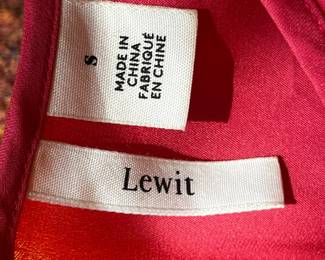 S
MADE IN
CHINA
FABRIQUÉ
EN CHINE
Lewit